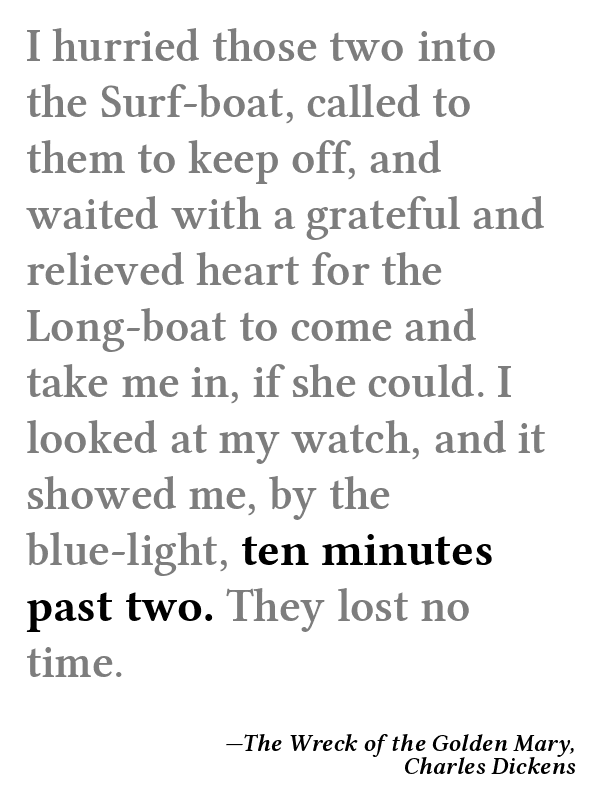 I hurried those two into
the Surf-boat, called to
them to keep off, and
waited with a grateful and
relieved heart for the
Long-boat to come and
take me in, if she could. I
looked at my watch, and it
showed me, by the
blue-light, ten minutes
past two. They lost no
time.
—The Wreck of the Golden Mary,
Charles Dickens